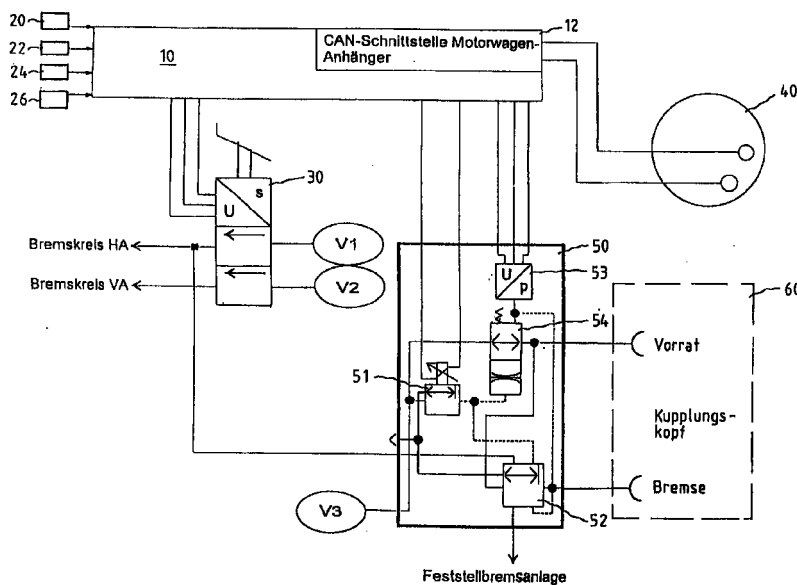 20
22
24
26
10
12
CAN-Schnittstelle Motorwagen-
Anhänger
40
30
s
U
V1
V2
Bremskreis HA
Bremskreis VA
50
U
p
53
54
51
52
60
Vorrat
Kupplungs-
kopf
Bremse
V3
Feststellbremsanlage